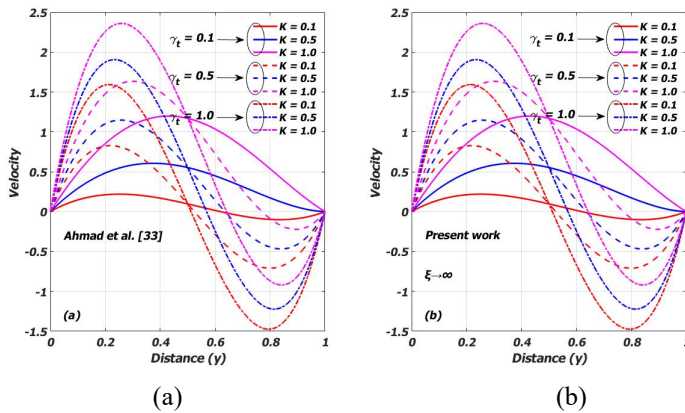 2.5
2
1.5
1
0.5
0
-0.5
-1
-1.5
0 0.2 0.4 0.6 0.8 1
Velocity
Distance (y)
γt = 0.1
K = 0.1
K = 0.5
K = 1.0
γt = 0.5
K = 0.1
K = 0.5
K = 1.0
γt = 1.0
K = 0.1
K = 0.5
K = 1.0
Ahmad et al. [33]
(a)
2.5
2
1.5
1
0.5
0
-0.5
-1
-1.5
0 0.2 0.4 0.6 0.8 1
Velocity
Distance (y)
γt = 0.1
K = 0.1
K = 0.5
K = 1.0
γt = 0.5
K = 0.1
K = 0.5
K = 1.0
γt = 1.0
K = 0.1
K = 0.5
K = 1.0
Present work
ξ→∞
(b)
(a) (b)